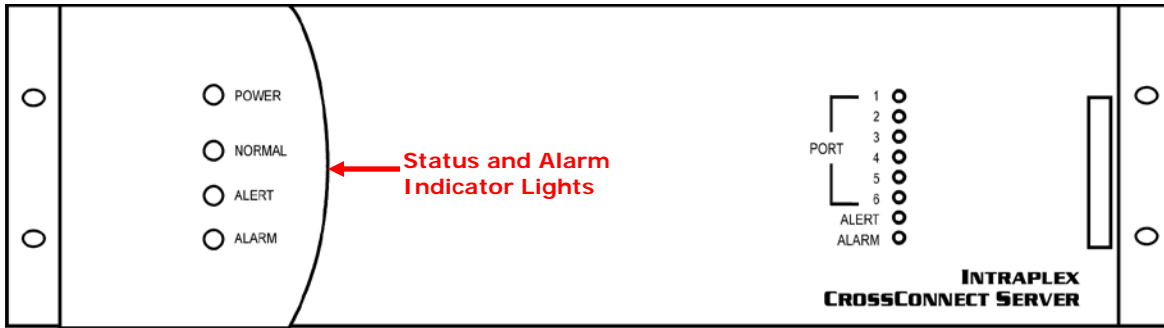 POWER
NORMAL
ALERT
ALARM
Status and Alarm
Indicator Lights
PORT
1
2
3
4
5
6
ALERT
ALARM
INTRAPLEX
CROSSCONNECT SERVER